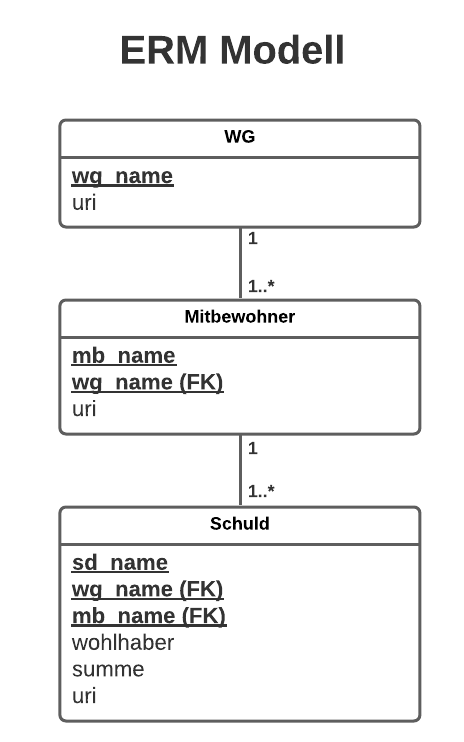 ERM Modell
WG
wg_name
uri
1
1..*
Mitbewohner
mb_name
wg_name (FK)
uri
1
1..*
Schuld
sd_name
wg_name (FK)
mb_name (FK)
wohlhaber
summe
uri